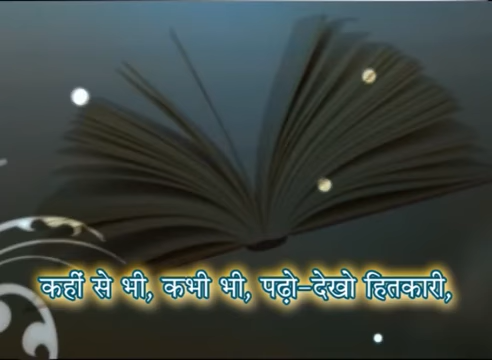 कहीं से भी, कभी भी, पढ़ो-देखो हितकारी,